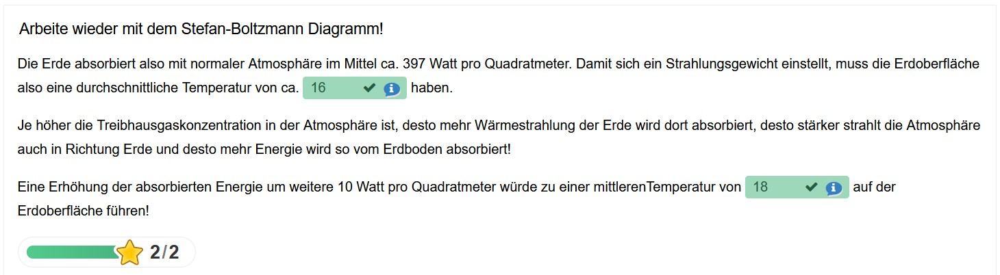 Arbeite wieder mit dem Stefan-Boltzmann Diagramm!
Die Erde absorbiert also mit normaler Atmosphäre im Mittel ca. 397 Watt pro Quadratmeter. Damit sich ein Strahlungsgewicht einstellt, muss die Erdoberfläche
also eine durchschnittliche Temperatur von ca. 16 haben.
Je höher die Treibhausgaskonzentration in der Atmosphäre ist, desto mehr Wärmestrahlung der Erde wird dort absorbiert, desto stärker strahlt die Atmosphäre
auch in Richtung Erde und desto mehr Energie wird so vom Erdboden absorbiert!
Eine Erhöhung der absorbierten Energie um weitere 10 Watt pro Quadratmeter würde zu einer mittlerenTemperatur von 18 auf der
Erdoberfläche führen!
2/2